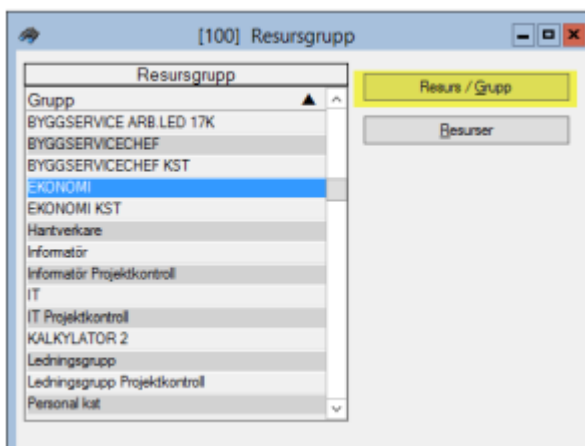 [100] Resursgrupp
Resursgrupp
Grupp
BYGGSERVICE ARB.LED 17K
BYGGSERVICECHEF
BYGGSERVICECHEF KST
EKONOMI
EKONOMI KST
Hantverkare
Informatör
Informatör Projektkontroll
IT
IT Projektkontroll
KALKYLATOR 2
Ledningsgrupp
Ledningsgrupp Projektkontroll
Personal kat
Resurs / Grupp
Resurser